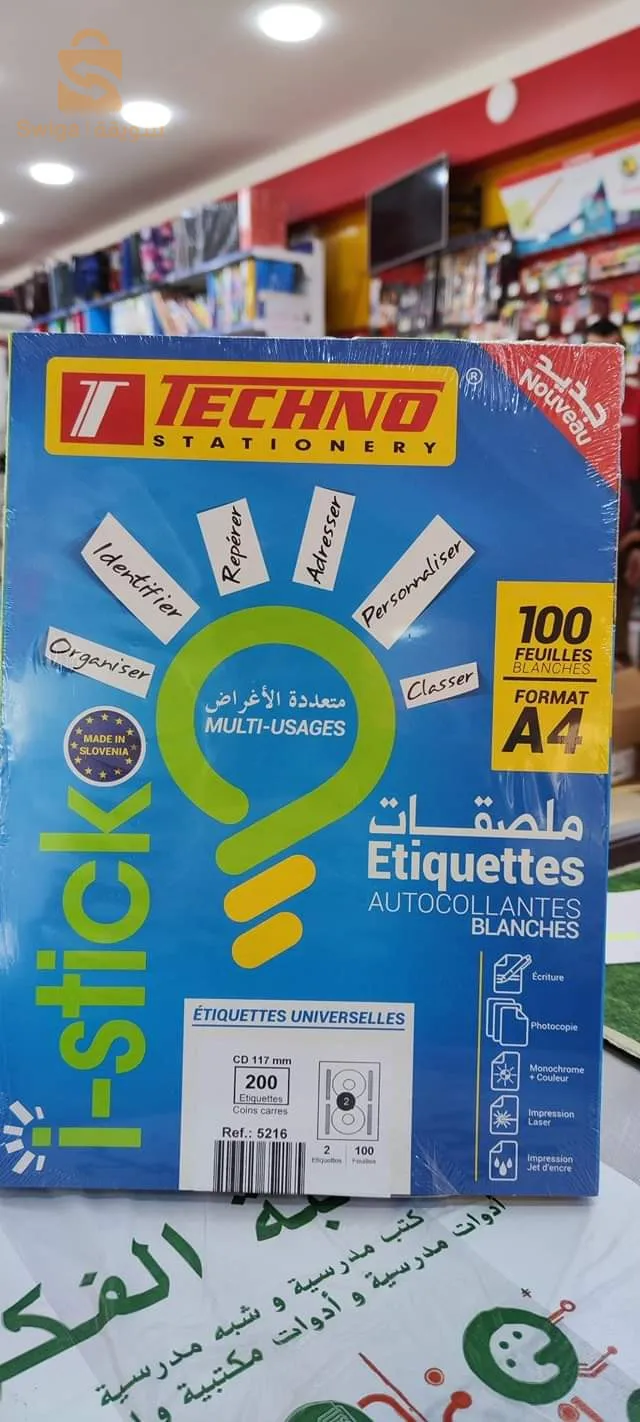 TECHNO
STATIONERY
®
جديد
Nouveau
Organiser
Identifier
Repérer
Adresser
Personnaliser
Classer
متعددة الأغراض
MULTI-USAGES
MADE IN
SLOVENIA
100
FEUILLES
BLANCHES
FORMAT
A4
i-stick
ملصقات
Etiquettes
AUTOCOLLANTES
BLANCHES
Écriture
Photocopie
Monochrome
+ Couleur
Impression
Laser
Impression
Jet d'encre
ÉTIQUETTES UNIVERSELLES
CD 117 mm
200
Etiquettes
Coins carres
2
Ref.: 5216
2
Etiquettes
100
Feuilles
الفكر
كتب مدرسية و شبه مدرسية
أدوات مدرسية و أدوات مكتبية